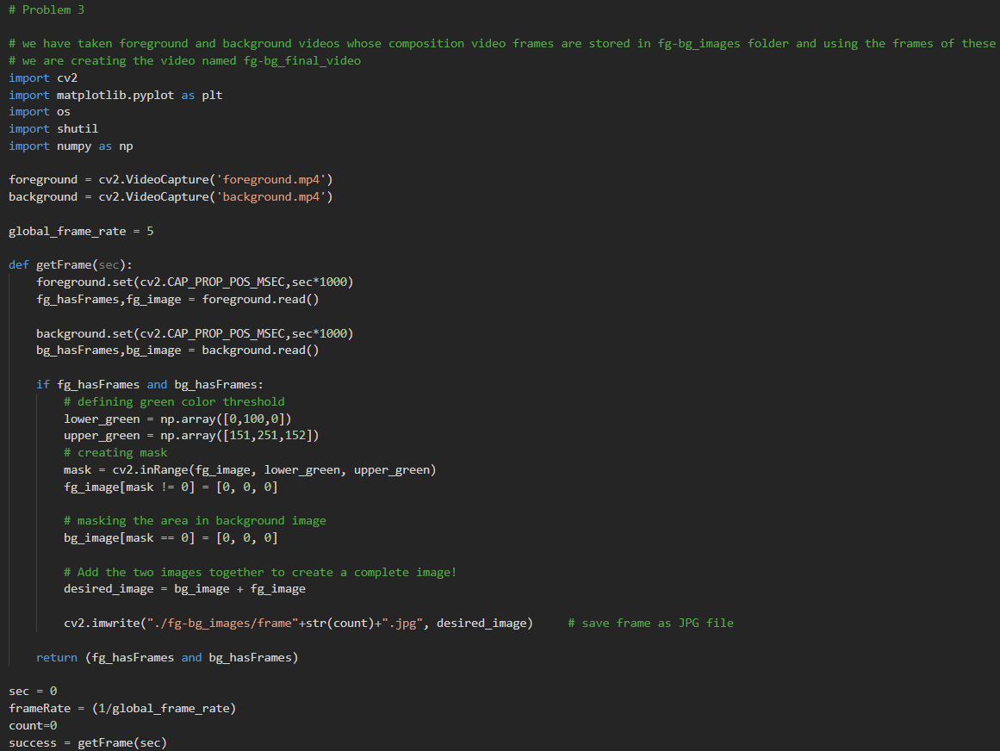 # Problem 3
# we have taken foreground and background videos whose composition video frames are stored in fg-bg_images folder and using the frames of these
# we are creating the video named fg-bg_final_video
import cv2
import matplotlib.pyplot as plt
import os
import shutil
import numpy as np
foreground = cv2.VideoCapture('foreground.mp4')
background = cv2.VideoCapture('background.mp4')
global_frame_rate = 5
def getFrame(sec):
    foreground.set(cv2.CAP_PROP_POS_MSEC,sec*1000)
    fg_hasFrames,fg_image = foreground.read()
    background.set(cv2.CAP_PROP_POS_MSEC,sec*1000)
    bg_hasFrames,bg_image = background.read()
    if fg_hasFrames and bg_hasFrames:
        # defining green color threshold
        lower_green = np.array([0,100,0])
        upper_green = np.array([151,251,152])
        # creating mask
        mask = cv2.inRange(fg_image, lower_green, upper_green)
        fg_image[mask != 0] = [0, 0, 0]
        # masking the area in background image
        bg_image[mask == 0] = [0, 0, 0]
        # Add the two images together to create a complete image!
        desired_image = bg_image + fg_image
        cv2.imwrite("./fg-bg_images/frame"+str(count)+".jpg", desired_image)     # save frame as JPG file
    return (fg_hasFrames and bg_hasFrames)
sec = 0
frameRate = (1/global_frame_rate)
count=0
success = getFrame(sec)